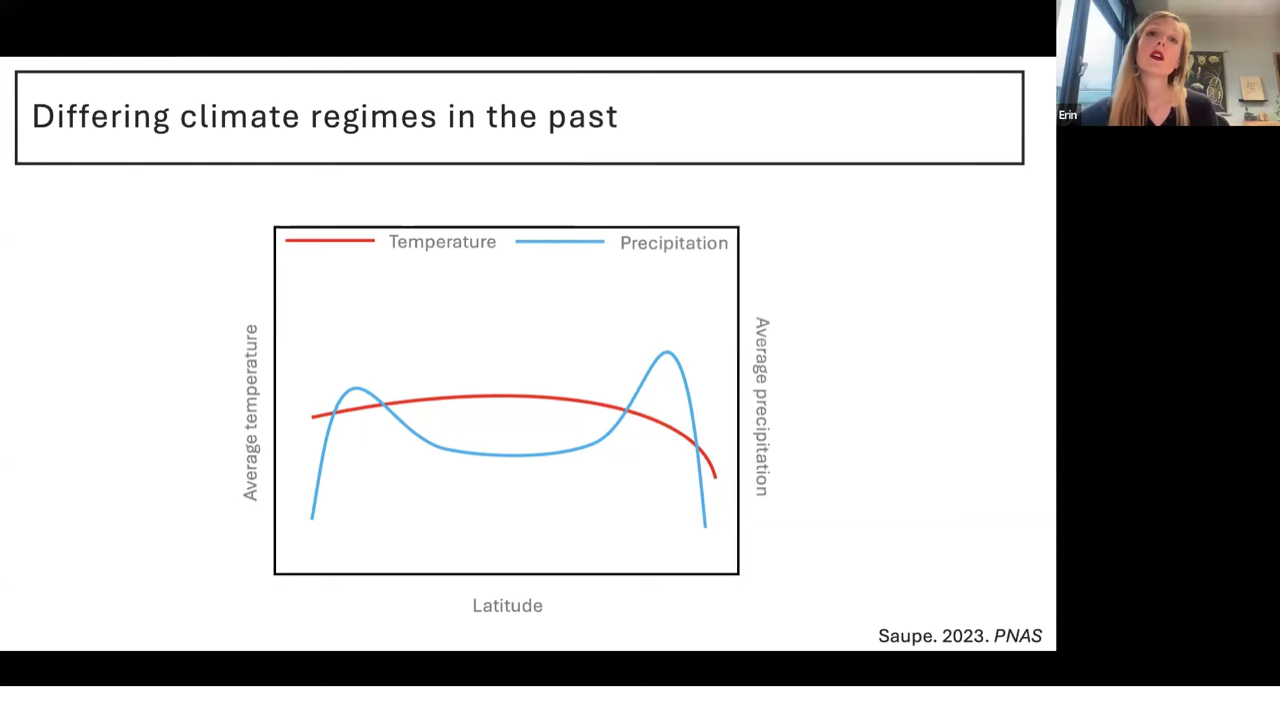 Differing climate regimes in the past
Erin
Temperature
Precipitation
Average temperature
Average precipitation
Latitude
Saupe. 2023. PNAS